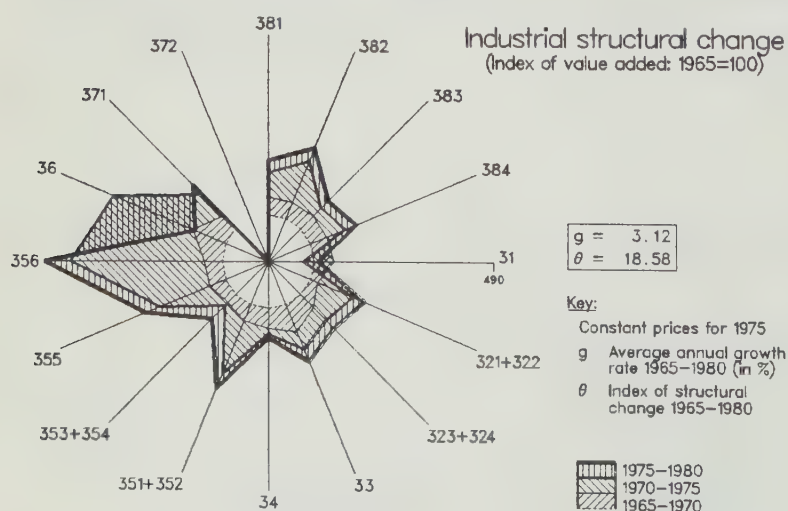 Industrial structural change
(Index of value added: 1965=100)
381
382
383
384
31
490
321+322
323+324
33
34
351+352
353+354
355
356
36
371
372
g = 3.12
θ = 18.58
Key:
Constant prices for 1975
g Average annual growth
rate 1965–1980 (in %)
θ Index of structural
change 1965–1980
1975–1980
1970–1975
1965–1970